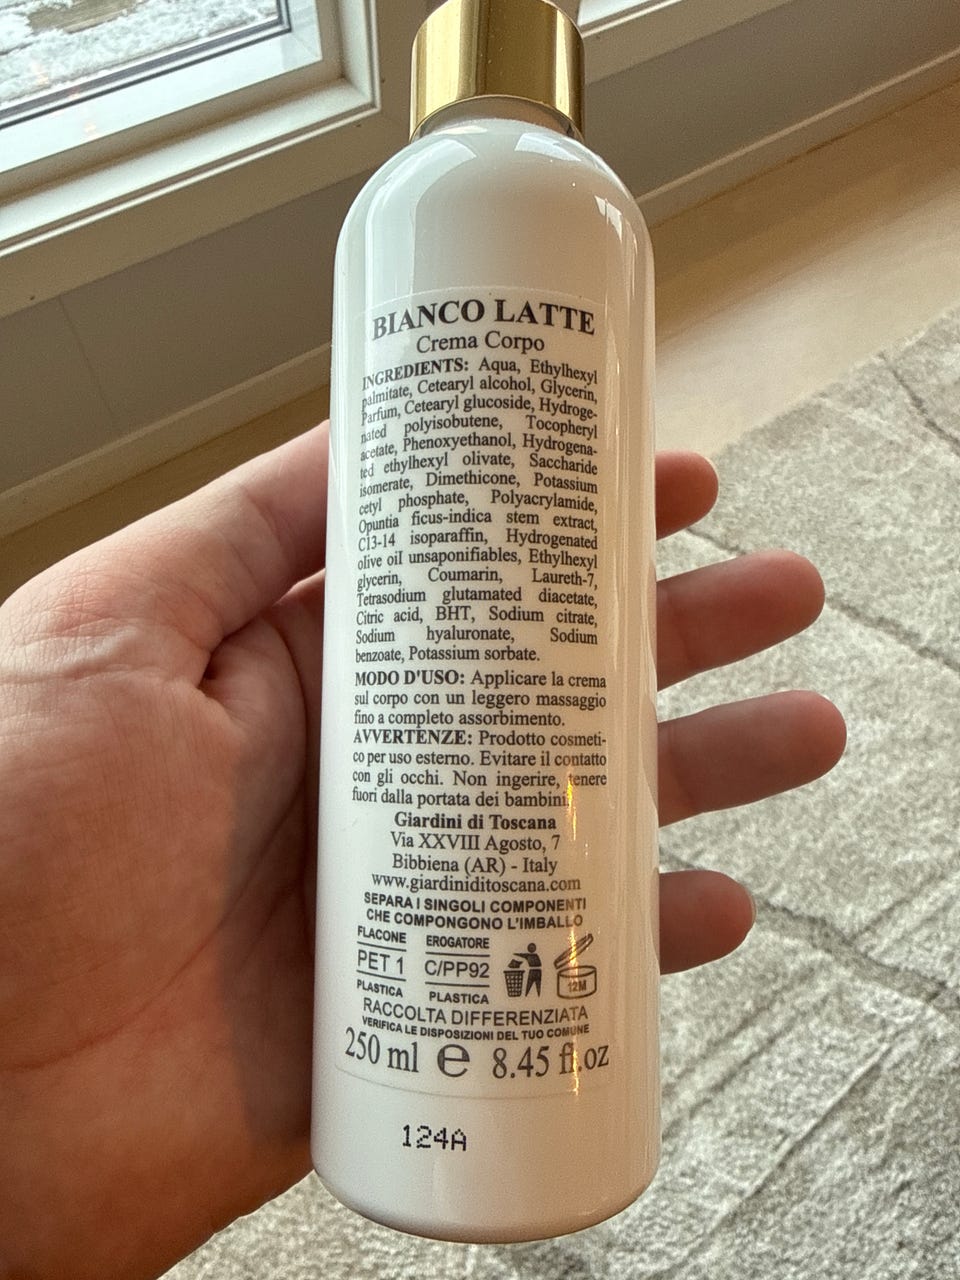 BIANCO LATTE
Crema Corpo
INGREDIENTS: Aqua, Ethylhexyl
palmitate, Cetearyl alcohol, Glycerin,
Parfum, Cetearyl glucoside, Hydroge-
nated polyisobutene, Tocopheryl
acetate, Phenoxyethanol, Hydrogena-
ted ethylhexyl olivate, Saccharide
isomerate, Dimethicone, Potassium
cetyl phosphate, Polyacrylamide,
Opuntia ficus-indica stem extract,
C13-14 isoparaffin, Hydrogenated
olive oil unsaponifiables, Ethylhexyl
glycerin, Coumarin, Laureth-7,
Tetrasodium glutamated diacetate,
Citric acid, BHT, Sodium citrate,
Sodium hyaluronate, Sodium
benzoate, Potassium sorbate.
MODO D'USO: Applicare la crema
sul corpo con un leggero massaggio
fino a completo assorbimento.
AVVERTENZE: Prodotto cosmeti-
co per uso esterno. Evitare il contatto
con gli occhi. Non ingerire, tenere
fuori dalla portata dei bambini.
Giardini di Toscana
Via XXVIII Agosto, 7
Bibbiena (AR) - Italy
www.giardiniditoscana.com
SEPARA I SINGOLI COMPONENTI
CHE COMPONGONO L'IMBALLO
FLACONE EROGATORE
PET 1 C/PP92
12M
PLASTICA PLASTICA
RACCOLTA DIFFERENZIATA
VERIFICA LE DISPOSIZIONI DEL TUO COMUNE
250 ml e 8.45 fl.oz
124A